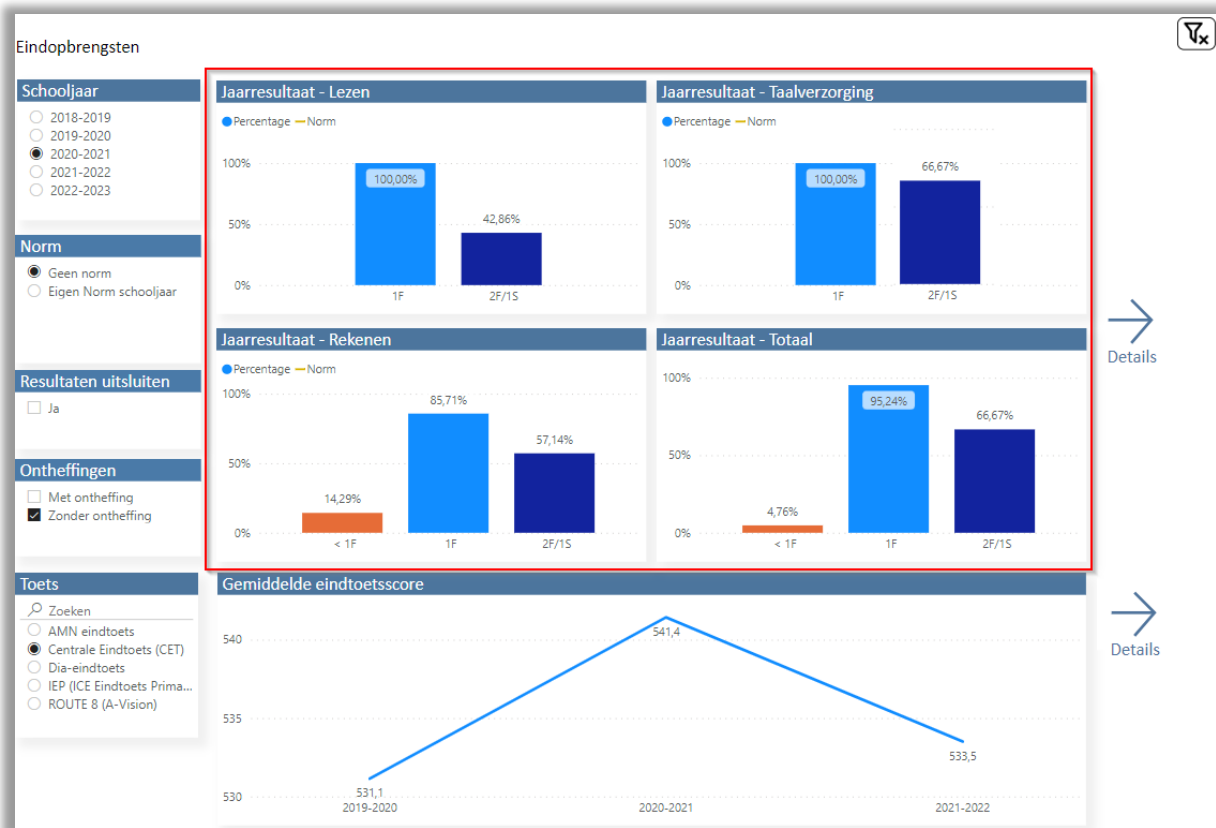 Eindopbrengsten
Schooljaar
2018-2019
2019-2020
2020-2021
2021-2022
2022-2023
Norm
Geen norm
Eigen Norm schooljaar
Resultaten uitsluiten
Ja
Ontheffingen
Met ontheffing
Zonder ontheffing
Toets
Zoeken
AMN eindtoets
Centrale Eindtoets (CET)
Dia-eindtoets
IEP (ICE Eindtoets Prima...
ROUTE 8 (A-Vision)
Jaarresultaat - Lezen
Percentage Norm
100%
50%
0%
100,00%
42,86%
1F 2F/1S
Jaarresultaat - Taalverzorging
Percentage Norm
100%
50%
0%
100,00%
66,67%
1F 2F/1S
Jaarresultaat - Rekenen
Percentage Norm
100%
50%
0%
14,29%
85,71%
57,14%
< 1F 1F 2F/1S
Jaarresultaat - Totaal
100%
50%
0%
4,76%
95,24%
66,67%
< 1F 1F 2F/1S
Details
Gemiddelde eindtoetsscore
540
535
530
531,1
541,4
533,5
2019-2020 2020-2021 2021-2022
Details